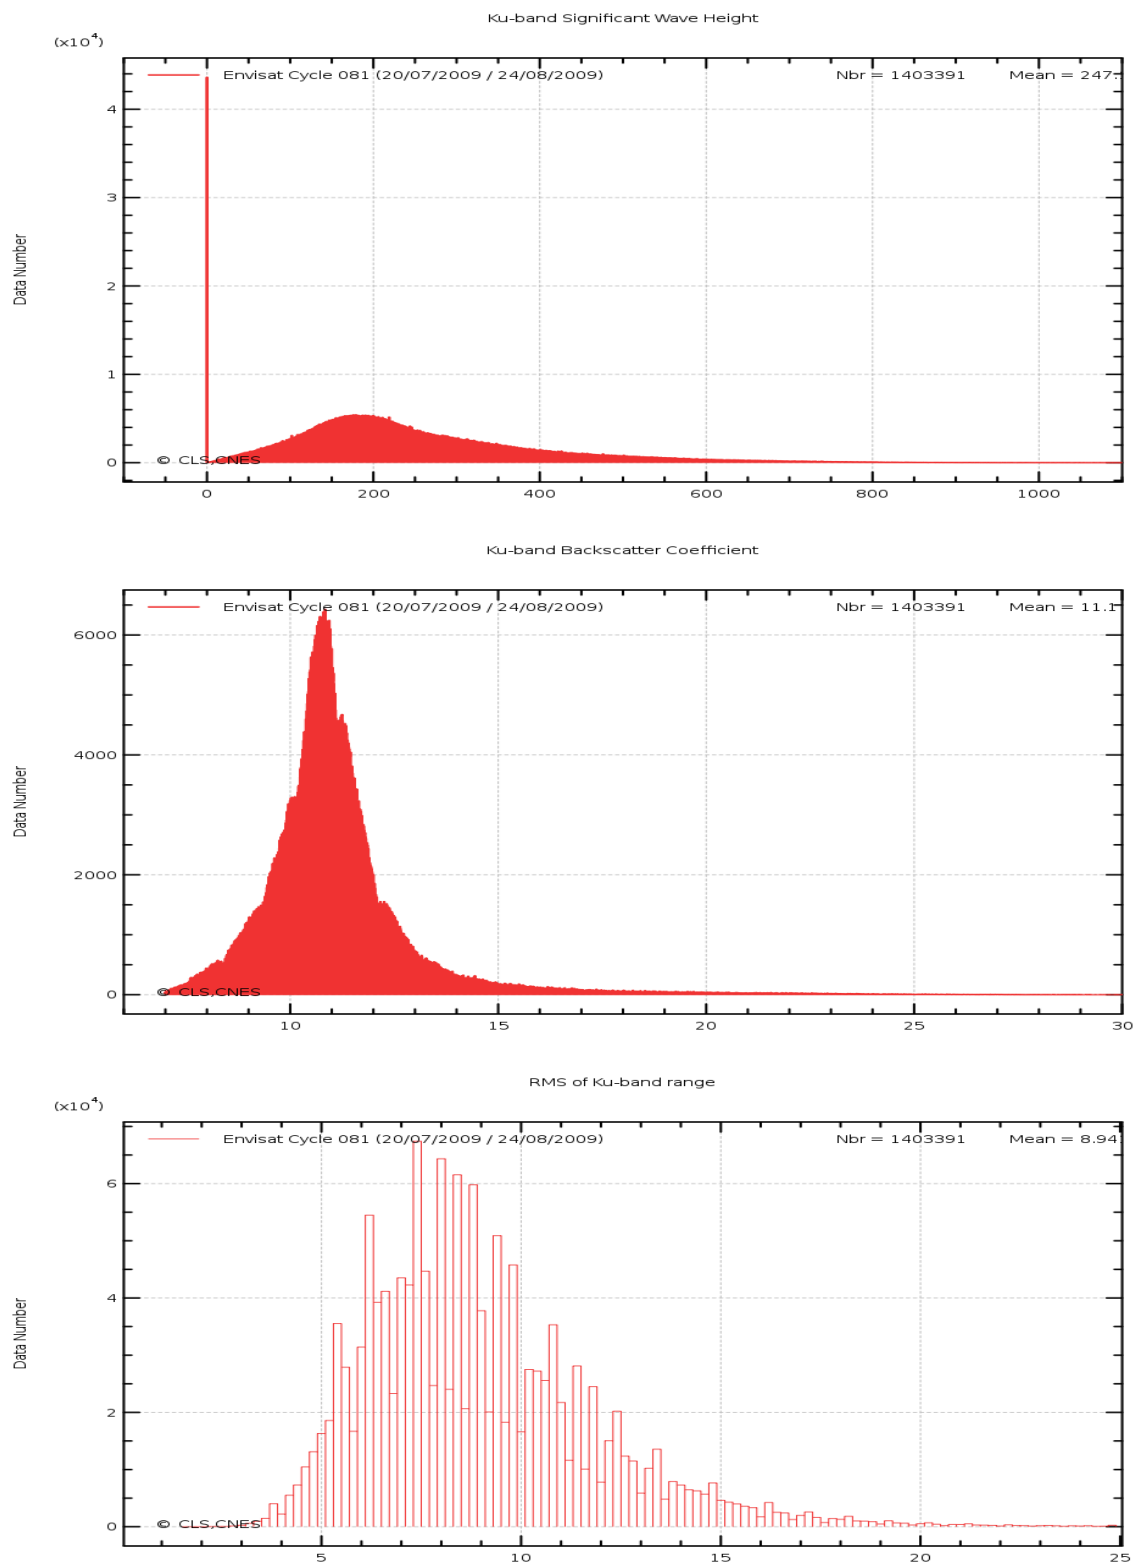 Ku-band Significant Wave Height
(x10⁴)
Envisat Cycle 081 (20/07/2009 / 24/08/2009) Nbr = 1403391 Mean = 247.
4
3
2
1
0
Data Number
© CLS,CNES
0 200 400 600 800 1000
Ku-band Backscatter Coefficient
Envisat Cycle 081 (20/07/2009 / 24/08/2009) Nbr = 1403391 Mean = 11.1
6000
4000
2000
0
Data Number
© CLS,CNES
10 15 20 25 30
RMS of Ku-band range
(x10⁴)
Envisat Cycle 081 (20/07/2009 / 24/08/2009) Nbr = 1403391 Mean = 8.94
6
4
2
0
Data Number
© CLS,CNES
5 10 15 20 25